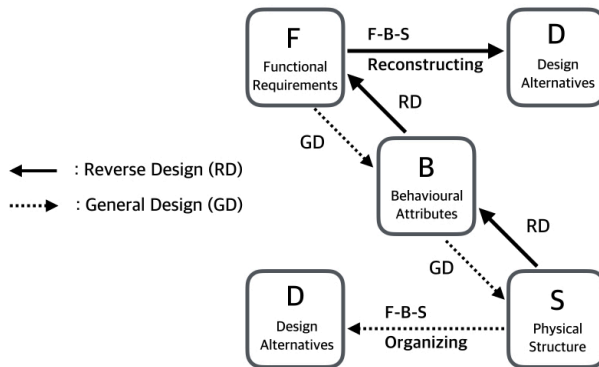 F
Functional
Requirements
F-B-S
Reconstructing
D
Design
Alternatives
RD
GD
B
Behavioural
Attributes
: Reverse Design (RD)
: General Design (GD)
RD
GD
D
Design
Alternatives
F-B-S
Organizing
S
Physical
Structure